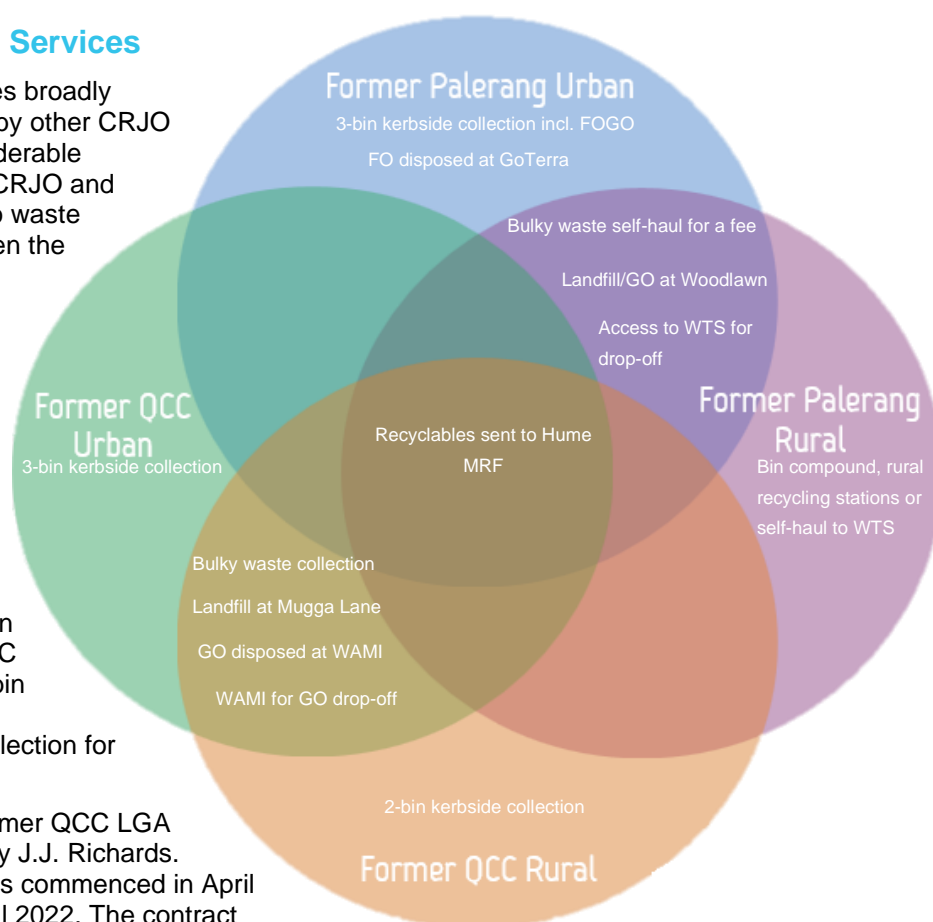 Services
es broadly
by other CRJO
derable
CRJO and
o waste
en the
Former Palerang Urban
3-bin kerbside collection incl. FOGO
FO disposed at GoTerra
Bulky waste self-haul for a fee
Landfill/GO at Woodlawn
Access to WTS for
drop-off
Former QCC
Urban
3-bin kerbside collection
Recyclables sent to Hume
MRF
Former Palerang
Rural
Bin compound, rural
recycling stations or
self-haul to WTS
Bulky waste collection
Landfill at Mugga Lane
GO disposed at WAMI
WAMI for GO drop-off
2-bin kerbside collection
Former QCC Rural
n
C
bin
lection for
mer QCC LGA
y J.J. Richards.
s commenced in April
l 2022. The contract